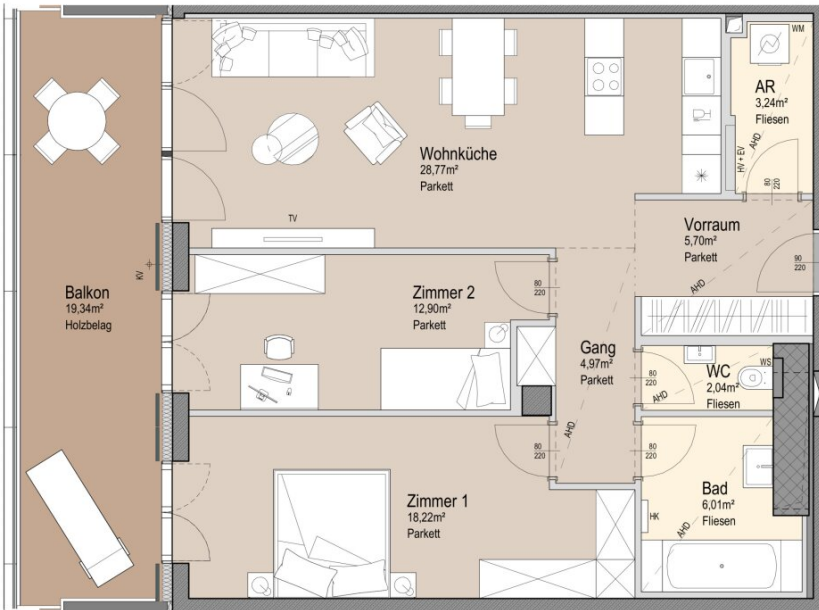 WM
AR
3,24m²
Fliesen
HV + EV
AHD
80
220
Wohnküche
28,77m²
Parkett
TV
Vorraum
5,70m²
Parkett
AHD
90
220
Balkon
19,34m²
Holzbelag
KV
Zimmer 2
12,90m²
Parkett
80
220
Gang
4,97m²
Parkett
AHD
80
220
WC
2,04m²
Fliesen
WS
AHD
80
220
80
220
Zimmer 1
18,22m²
Parkett
Bad
6,01m²
Fliesen
HK
AHD